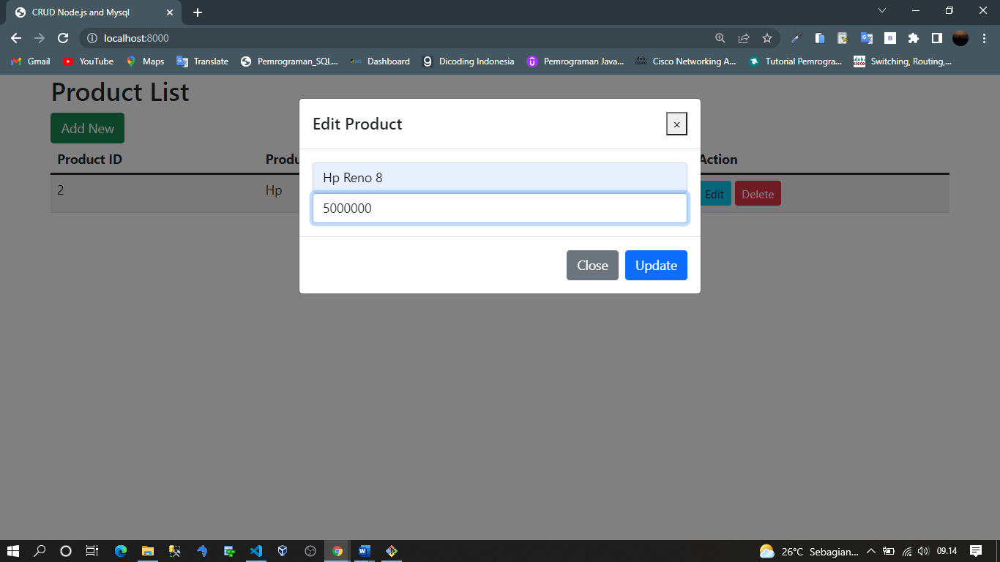 CRUD Node.js and Mysql
localhost:8000
Gmail YouTube Maps Translate Pemrograman_SQL... Dashboard Dicoding Indonesia Pemrograman Java... Cisco Networking A... Tutorial Pemrogra... Switching, Routing,...
Product List
Add New
Product ID Produ Action
2 Hp Edit Delete
Edit Product ×
Hp Reno 8
5000000
Close Update
26°C Sebagian... 09.14